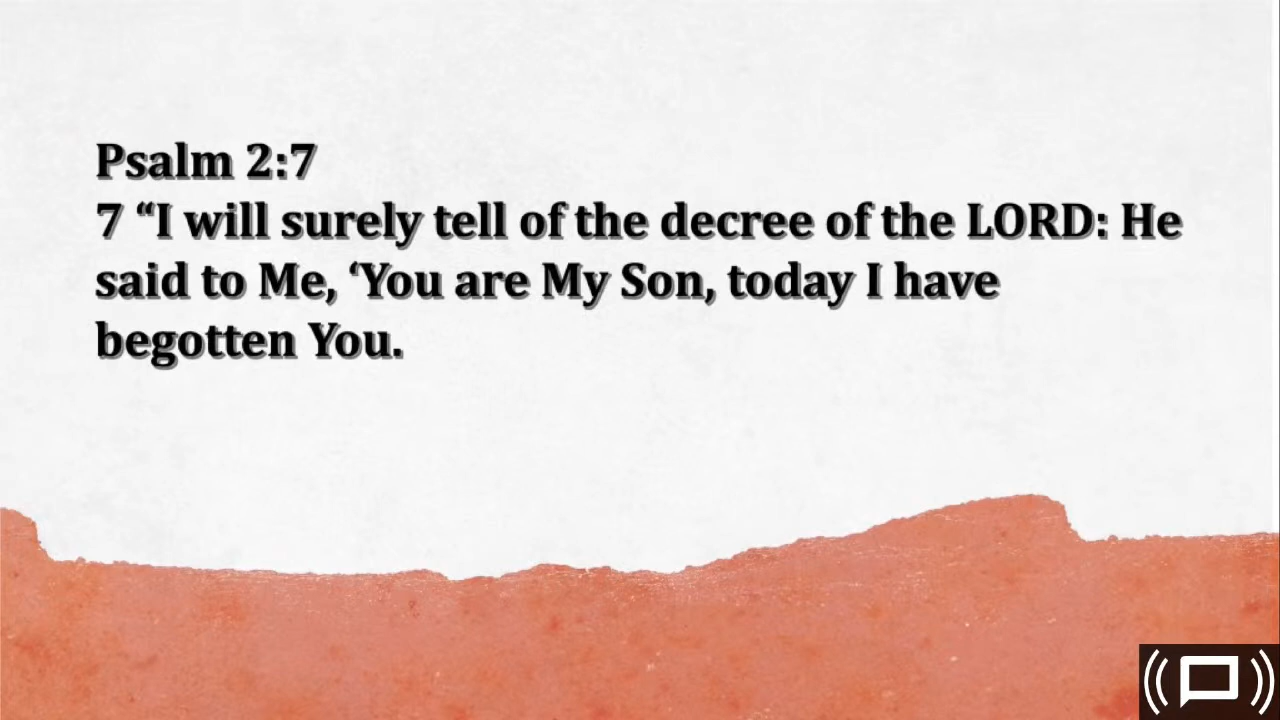 Psalm 2:7
7 “I will surely tell of the decree of the LORD: He
said to Me, ‘You are My Son, today I have
begotten You.